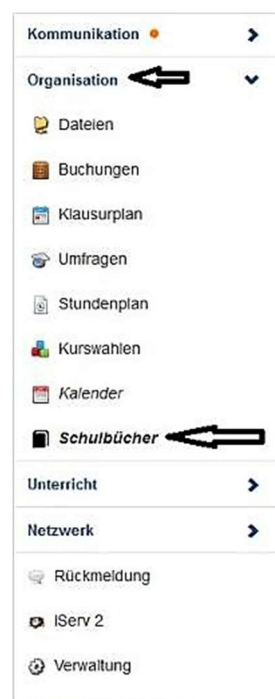 Kommunikation
Organisation
Dateien
Buchungen
Klausurplan
Umfragen
Stundenplan
Kurswahlen
Kalender
Schulbücher
Unterricht
Netzwerk
Rückmeldung
IServ 2
Verwaltung